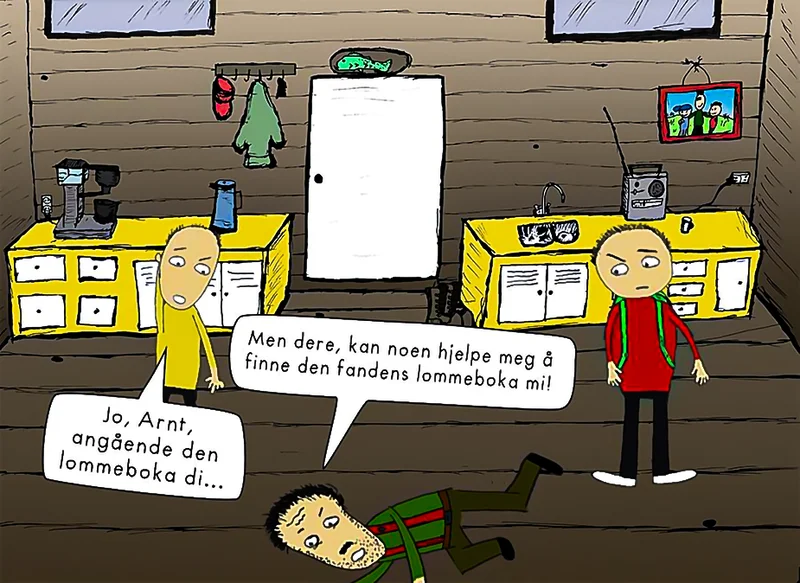 Men dere, kan noen hjelpe meg å
finne den fandens lommeboka mi!
Jo, Arnt,
angående den
lommeboka di...